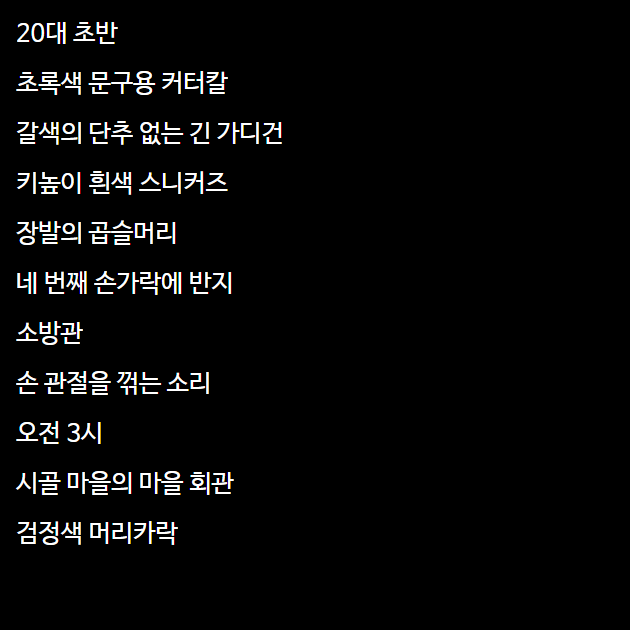 20대 초반
초록색 문구용 커터칼
갈색의 단추 없는 긴 가디건
키높이 흰색 스니커즈
장발의 곱슬머리
네 번째 손가락에 반지
소방관
손 관절을 꺾는 소리
오전 3시
시골 마을의 마을 회관
검정색 머리카락